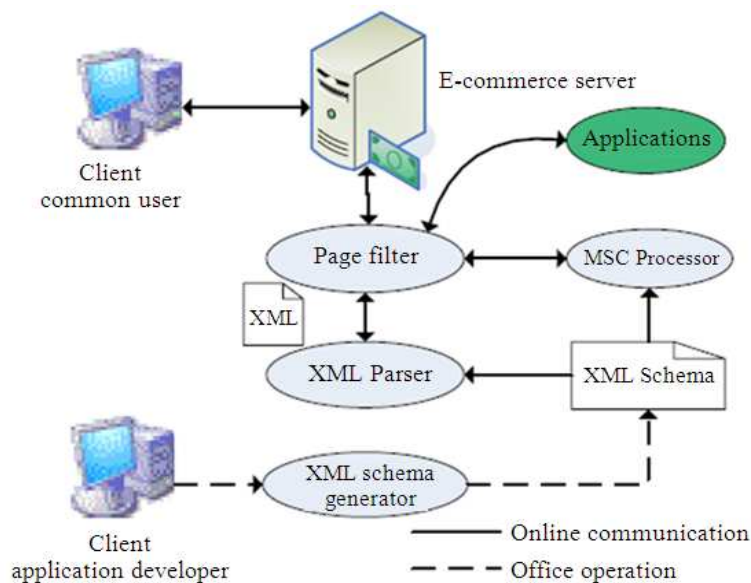 E-commerce server
Applications
Client
common user
Page filter
MSC Processor
XML
XML Parser
XML Schema
XML schema
generator
Client
application developer
Online communication
Office operation